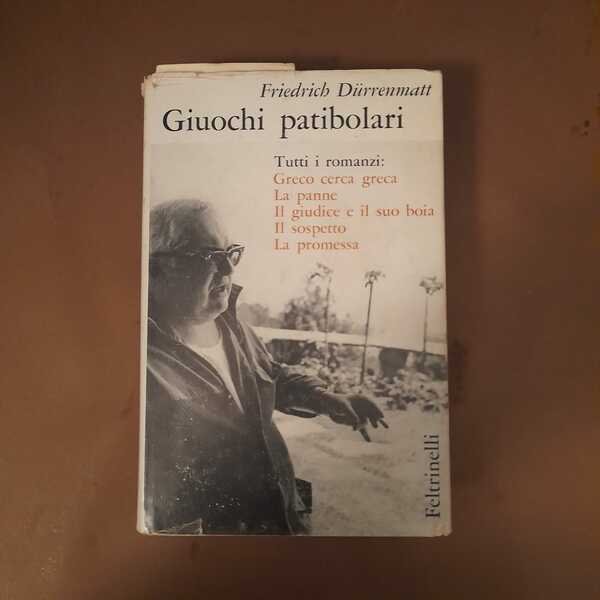 Friedrich Dürrenmatt
Giuochi patibolari
Tutti i romanzi:
Greco cerca greca
La panne
Il giudice e il suo boia
Il sospetto
La promessa
Feltrinelli